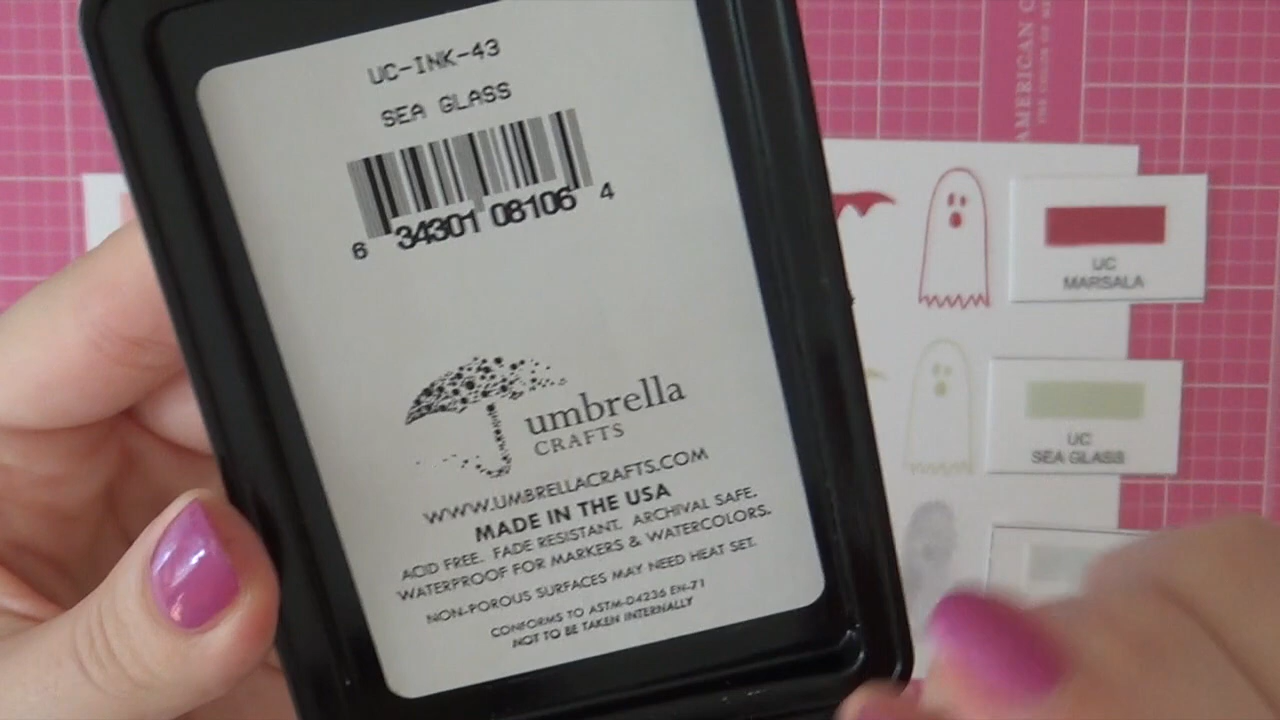 UC-INK-43
SEA GLASS
6 34301 08106 4
umbrella
CRAFTS
WWW.UMBRELLACRAFTS.COM
MADE IN THE USA
ACID FREE. FADE RESISTANT. ARCHIVAL SAFE.
WATERPROOF FOR MARKERS & WATERCOLORS.
NON-POROUS SURFACES MAY NEED HEAT SET.
CONFORMS TO ASTM-D4236 EN-71
NOT TO BE TAKEN INTERNALLY
AMERICAN
UC
MARSALA
UC
SEA GLASS